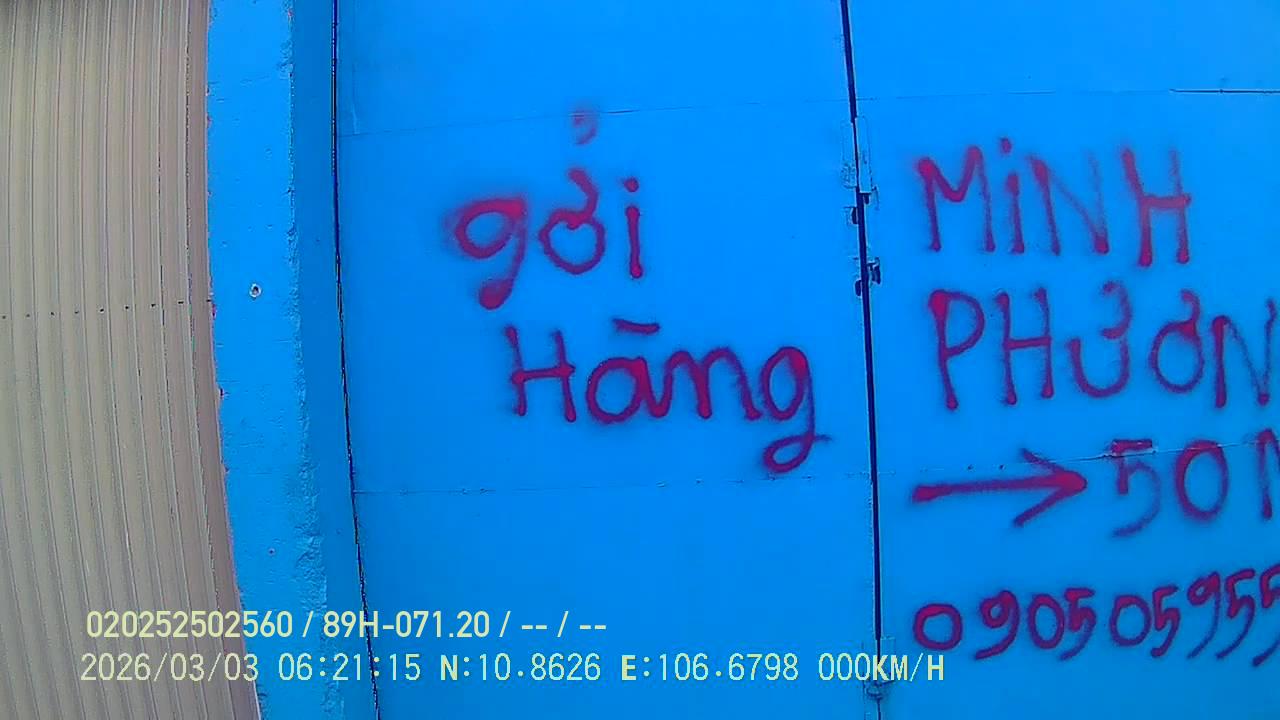 gởi
Hàng
MINH
PHƯƠN
→ 50
090505955
020252502560 / 89H-071.20 / -- / --
2026/03/03 06:21:15 N:10.8626 E:106.6798 000KM/H